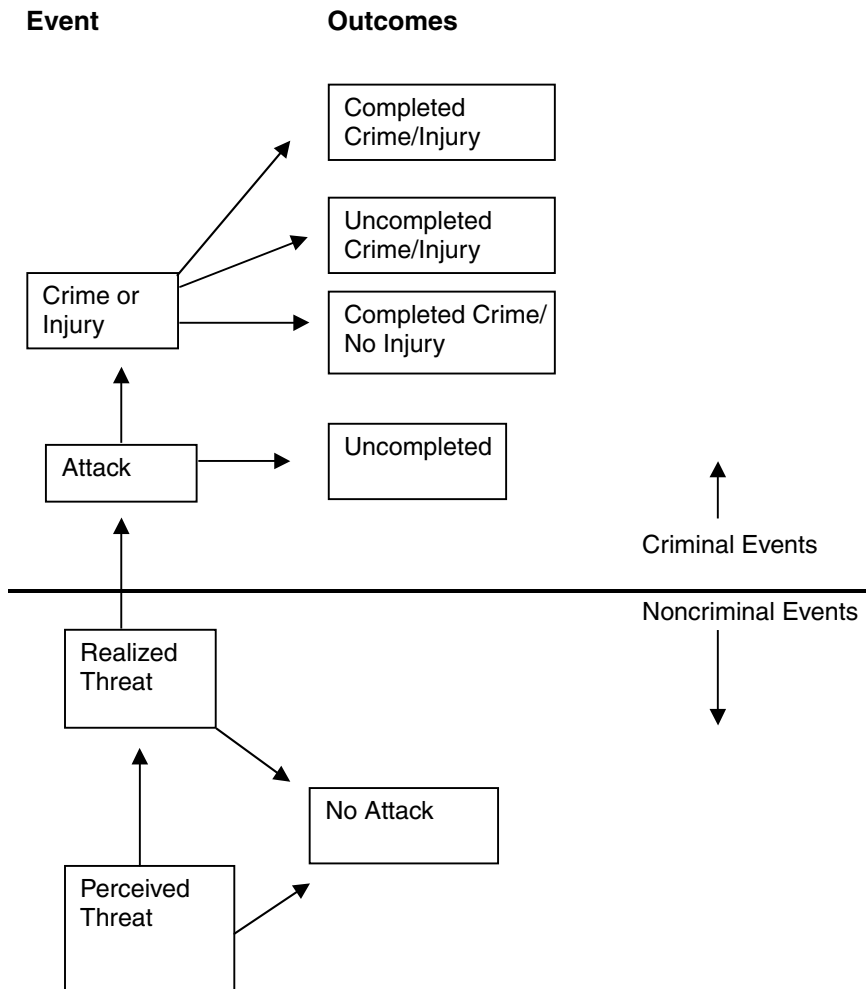 Event
Outcomes
Completed
Crime/Injury
Uncompleted
Crime/Injury
Crime or
Injury
Completed Crime/
No Injury
Attack
Uncompleted
Criminal Events
Noncriminal Events
Realized
Threat
No Attack
Perceived
Threat